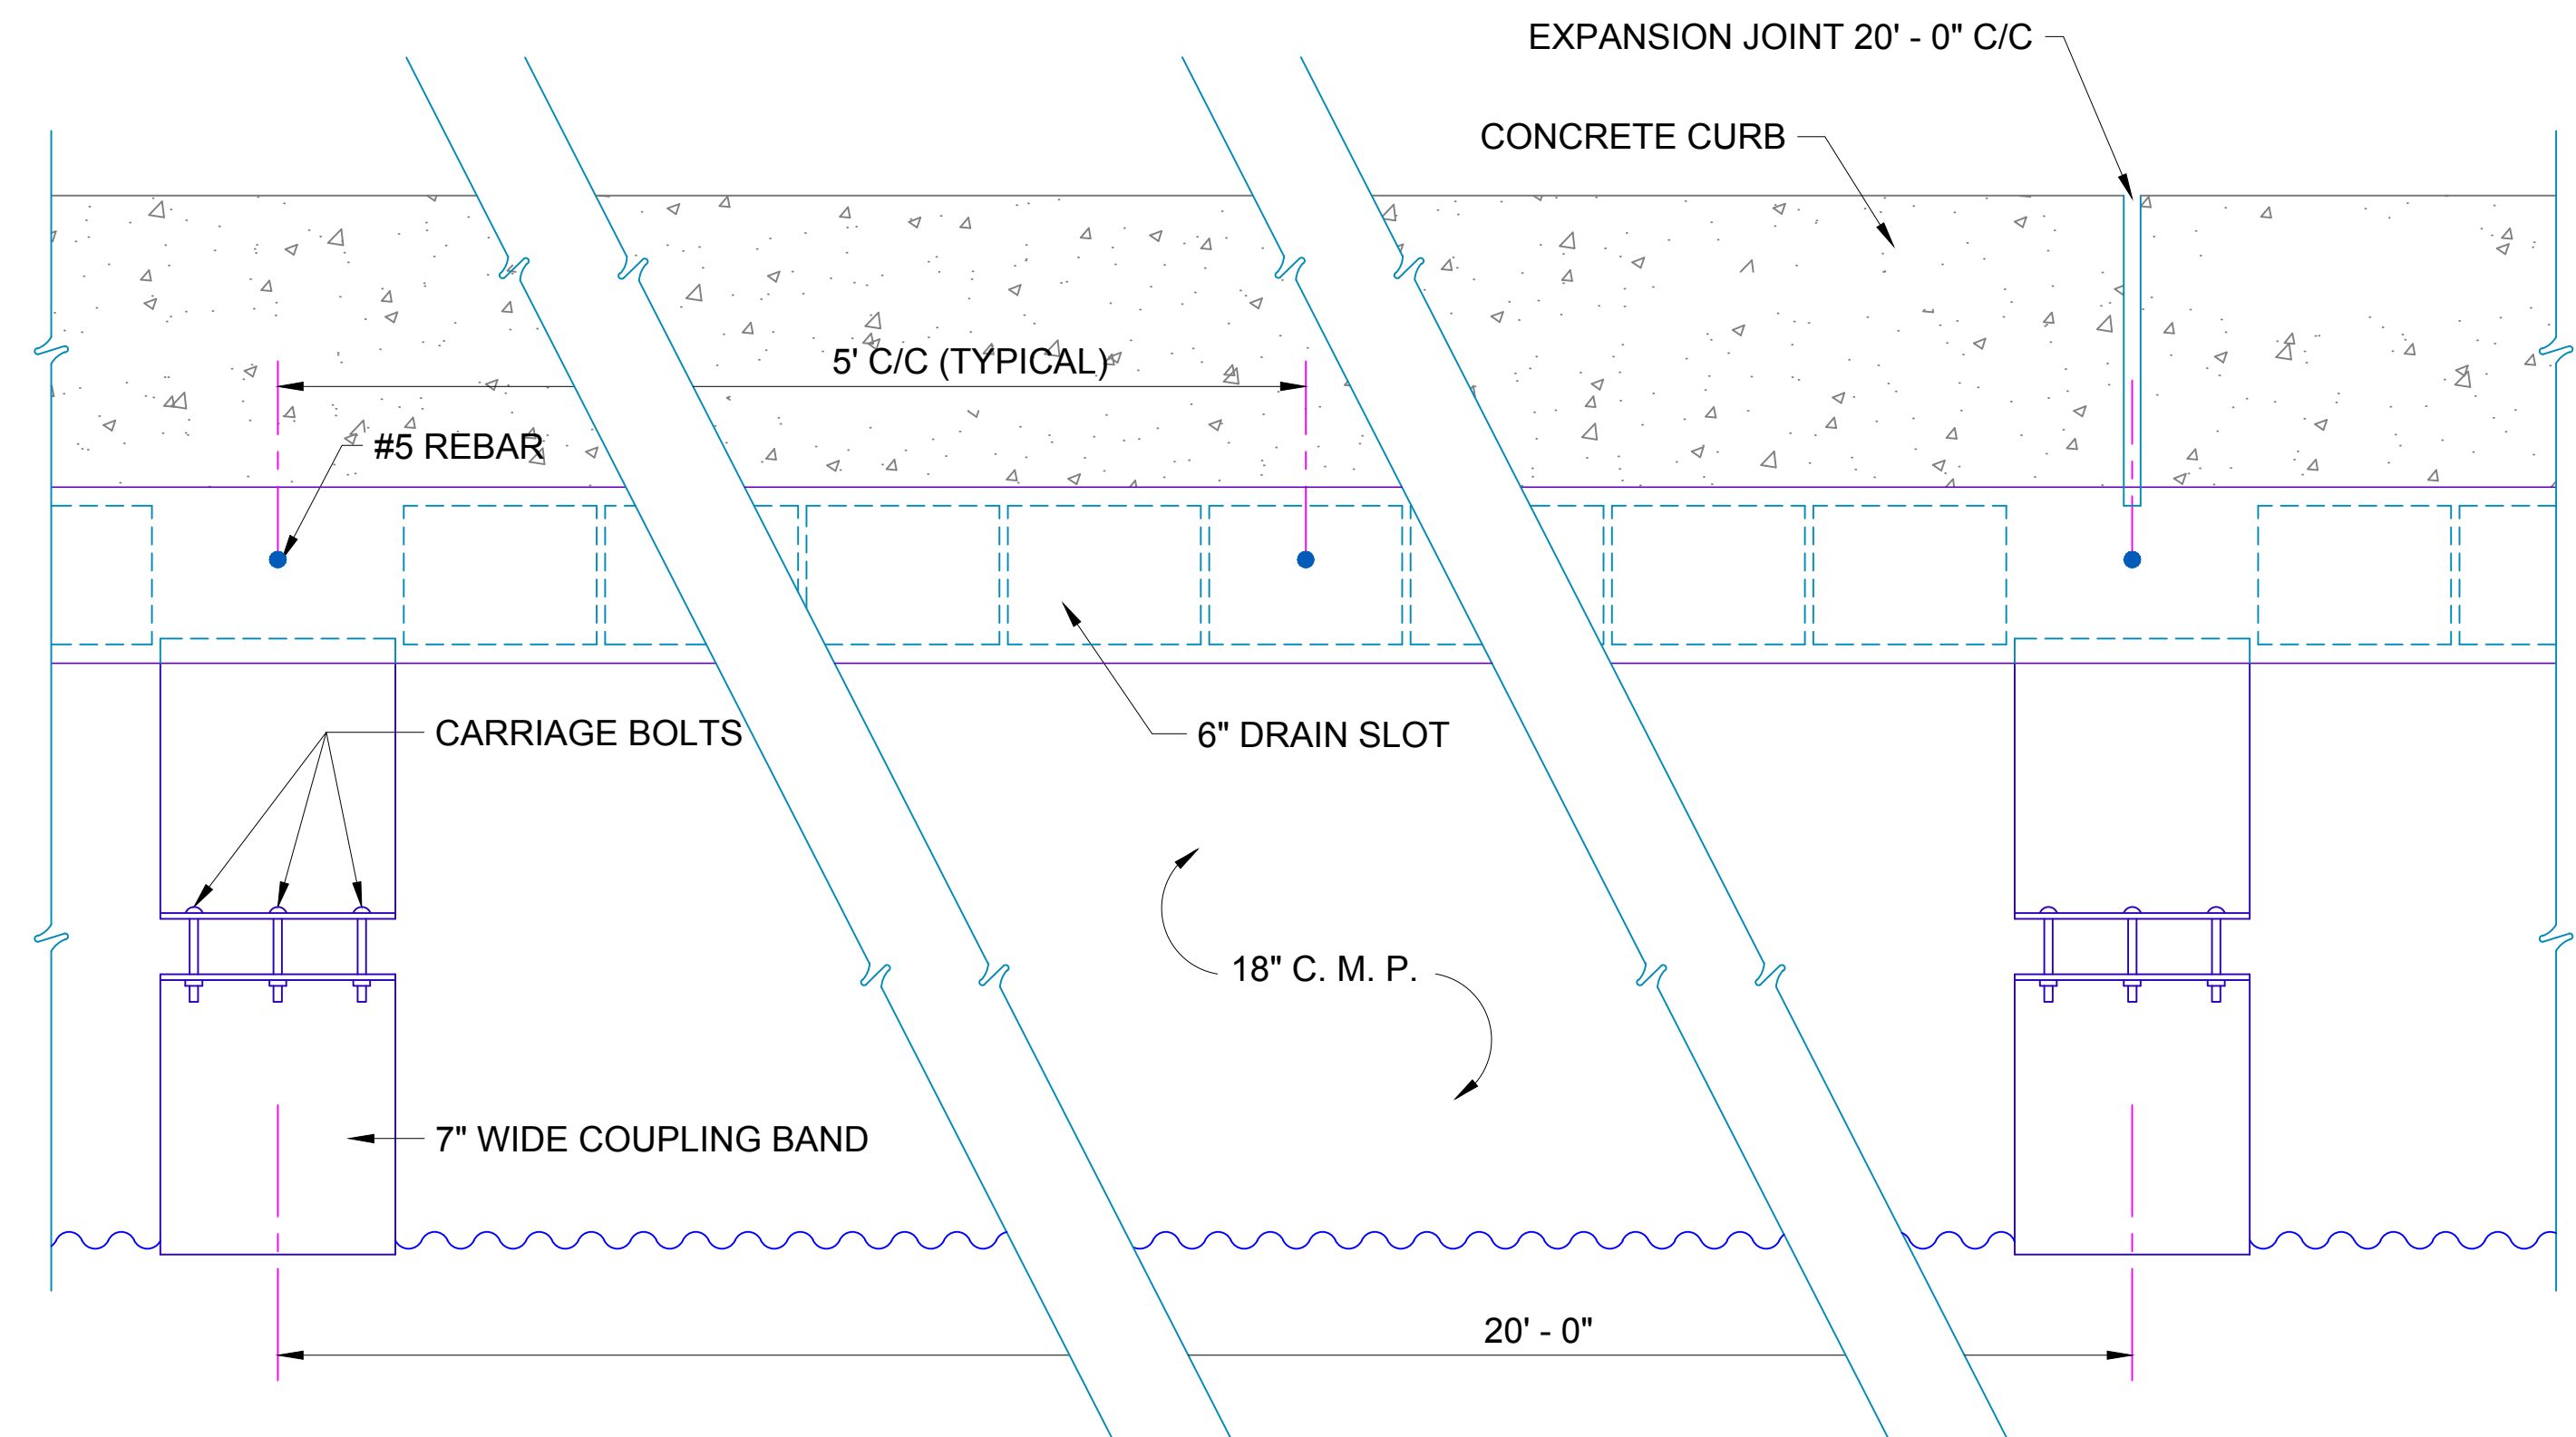 EXPANSION JOINT 20' - 0" C/C
CONCRETE CURB
5' C/C (TYPICAL)
#5 REBAR
CARRIAGE BOLTS
6" DRAIN SLOT
18" C. M. P.
7" WIDE COUPLING BAND
20' - 0"